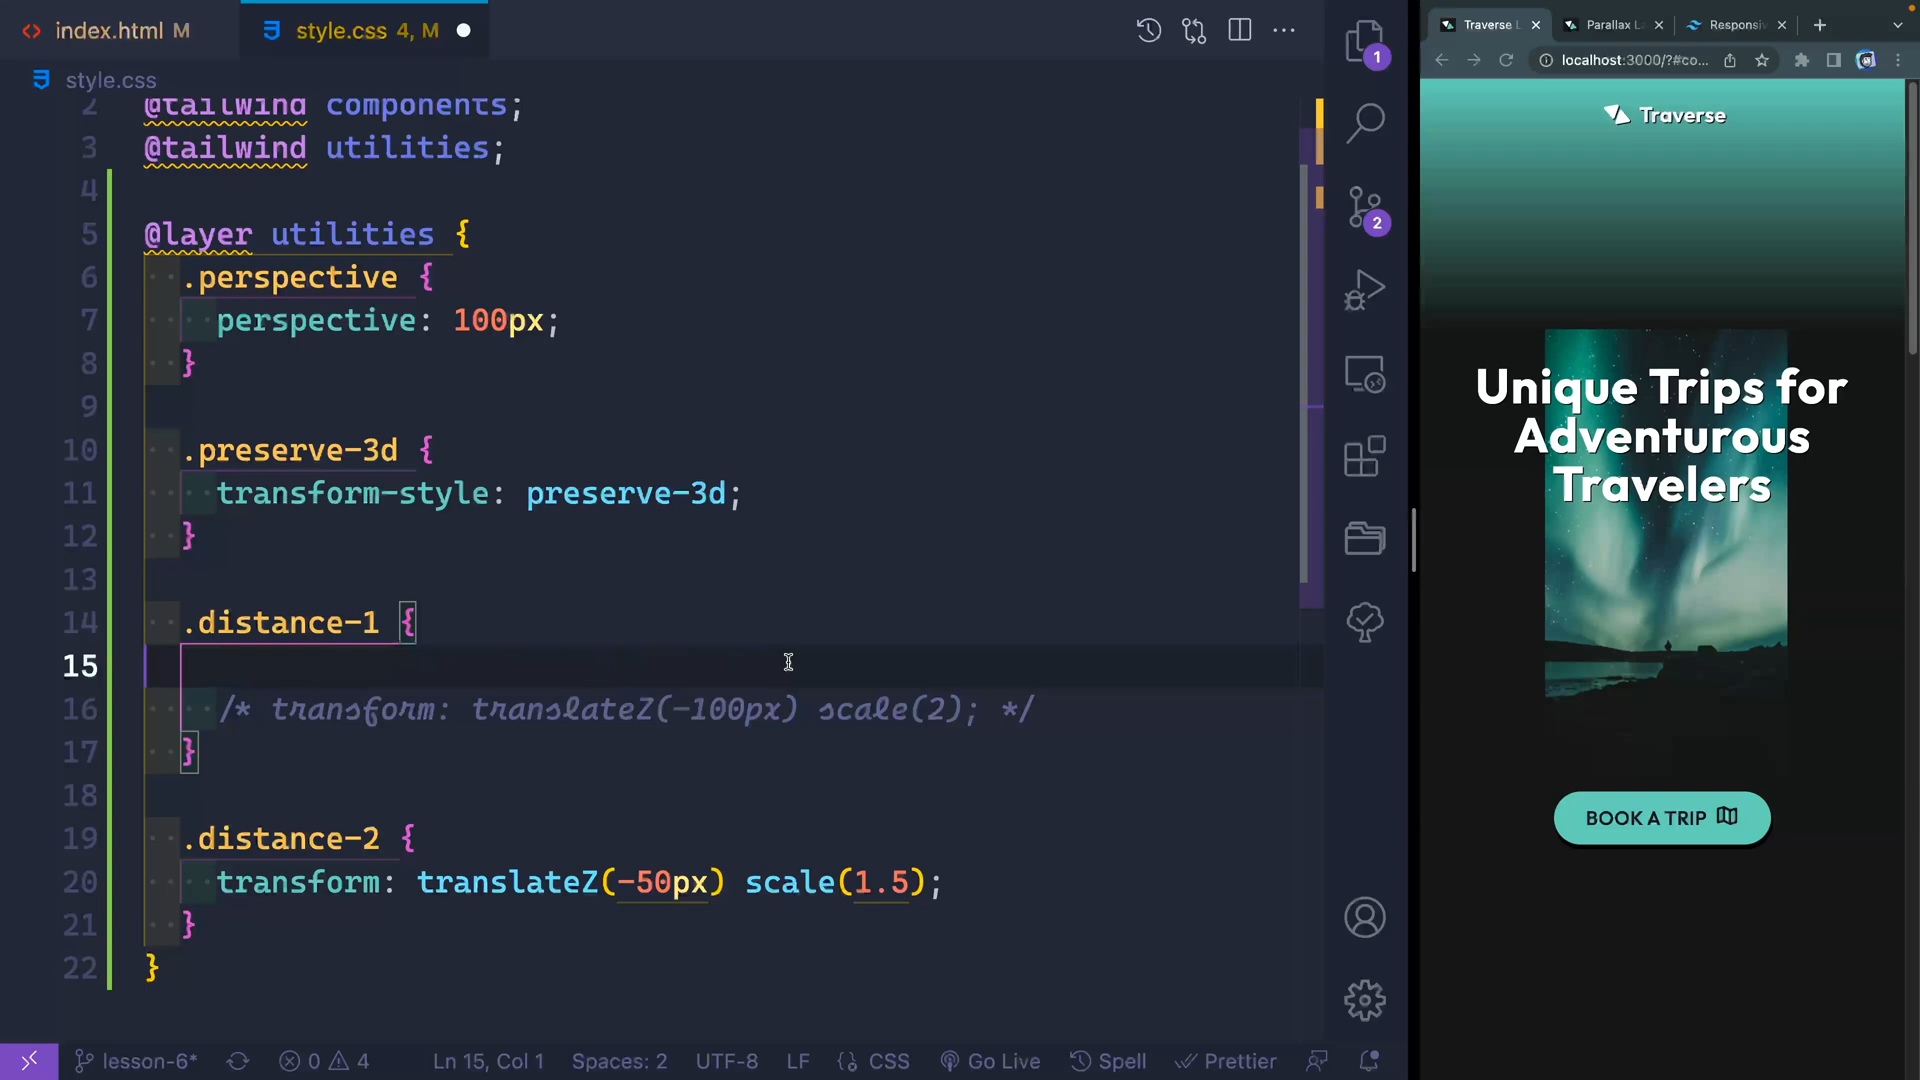 index.html M
style.css 4, M
style.css
2 @tailwind components;
3 @tailwind utilities;
4
5 @layer utilities {
6 .perspective {
7 perspective: 100px;
8 }
9
10 .preserve-3d {
11 transform-style: preserve-3d;
12 }
13
14 .distance-1 {
15
16 /* transform: translateZ(-100px) scale(2); */
17 }
18
19 .distance-2 {
20 transform: translateZ(-50px) scale(1.5);
21 }
22 }
lesson-6* 0 4 Ln 15, Col 1 Spaces: 2 UTF-8 LF CSS Go Live Spell Prettier
1
2
Traverse L
Parallax La
Responsiv
localhost:3000/?#co...
Traverse
Unique Trips for
Adventurous
Travelers
BOOK A TRIP